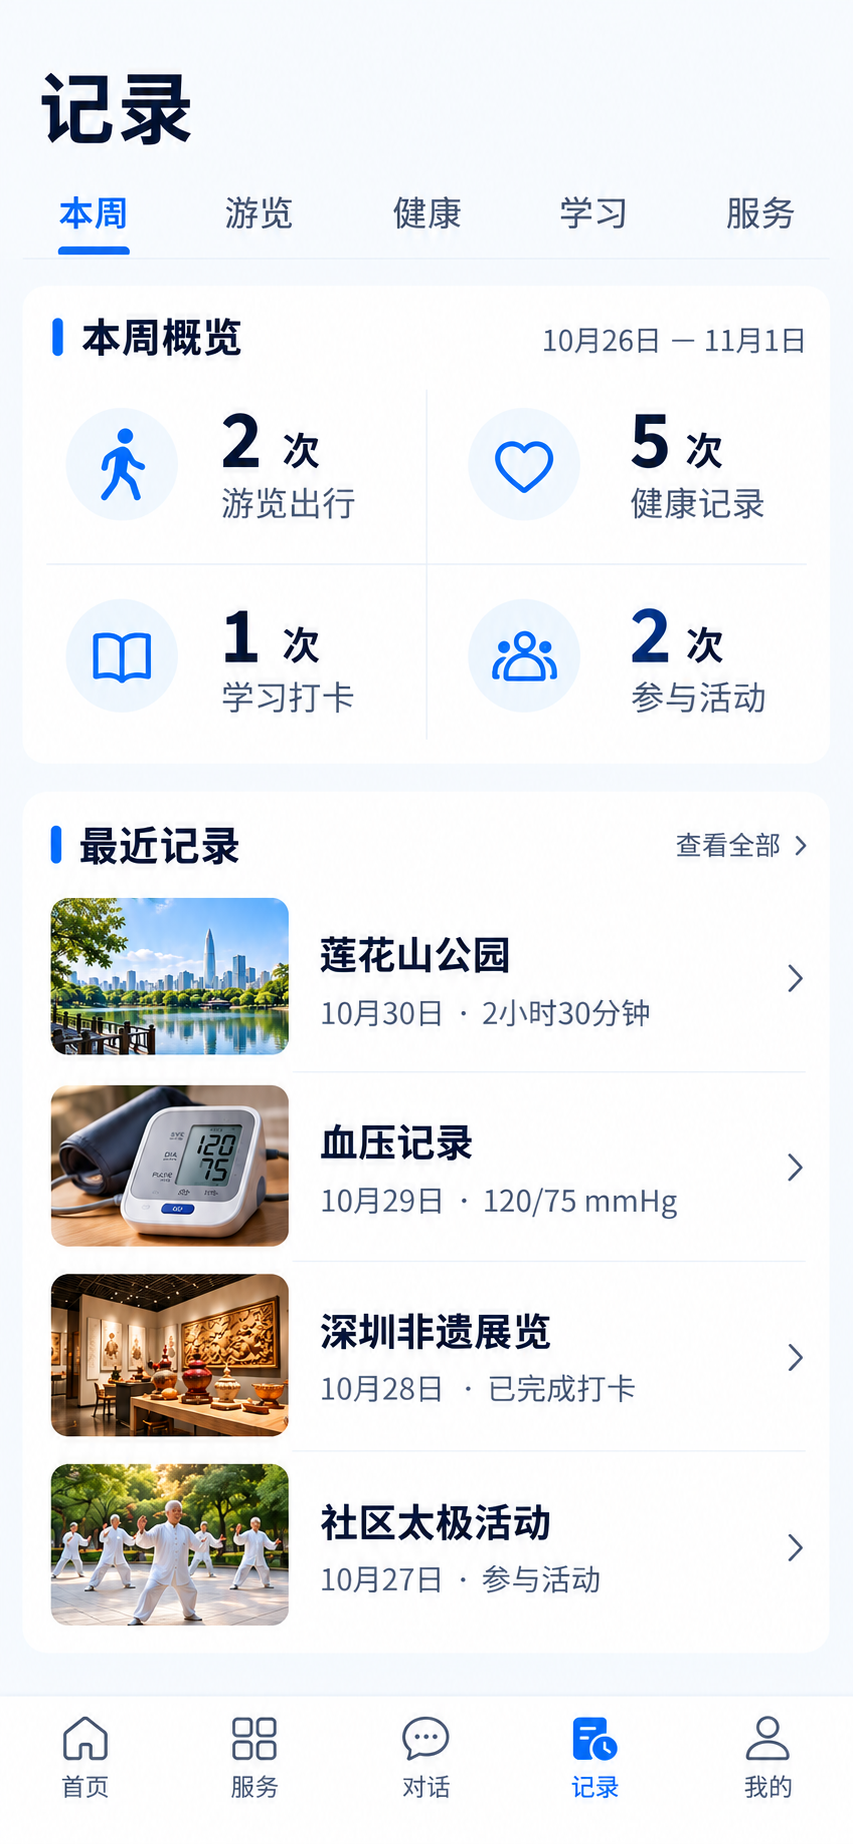 记录
本周 游览 健康 学习 服务
本周概览 10月26日 — 11月1日
2 次 5 次
游览出行 健康记录
1 次 2 次
学习打卡 参与活动
最近记录 查看全部
莲花山公园
10月30日 · 2小时30分钟
120
75
血压记录
10月29日 · 120/75 mmHg
深圳非遗展览
10月28日 · 已完成打卡
社区太极活动
10月27日 · 参与活动
首页 服务 对话 记录 我的